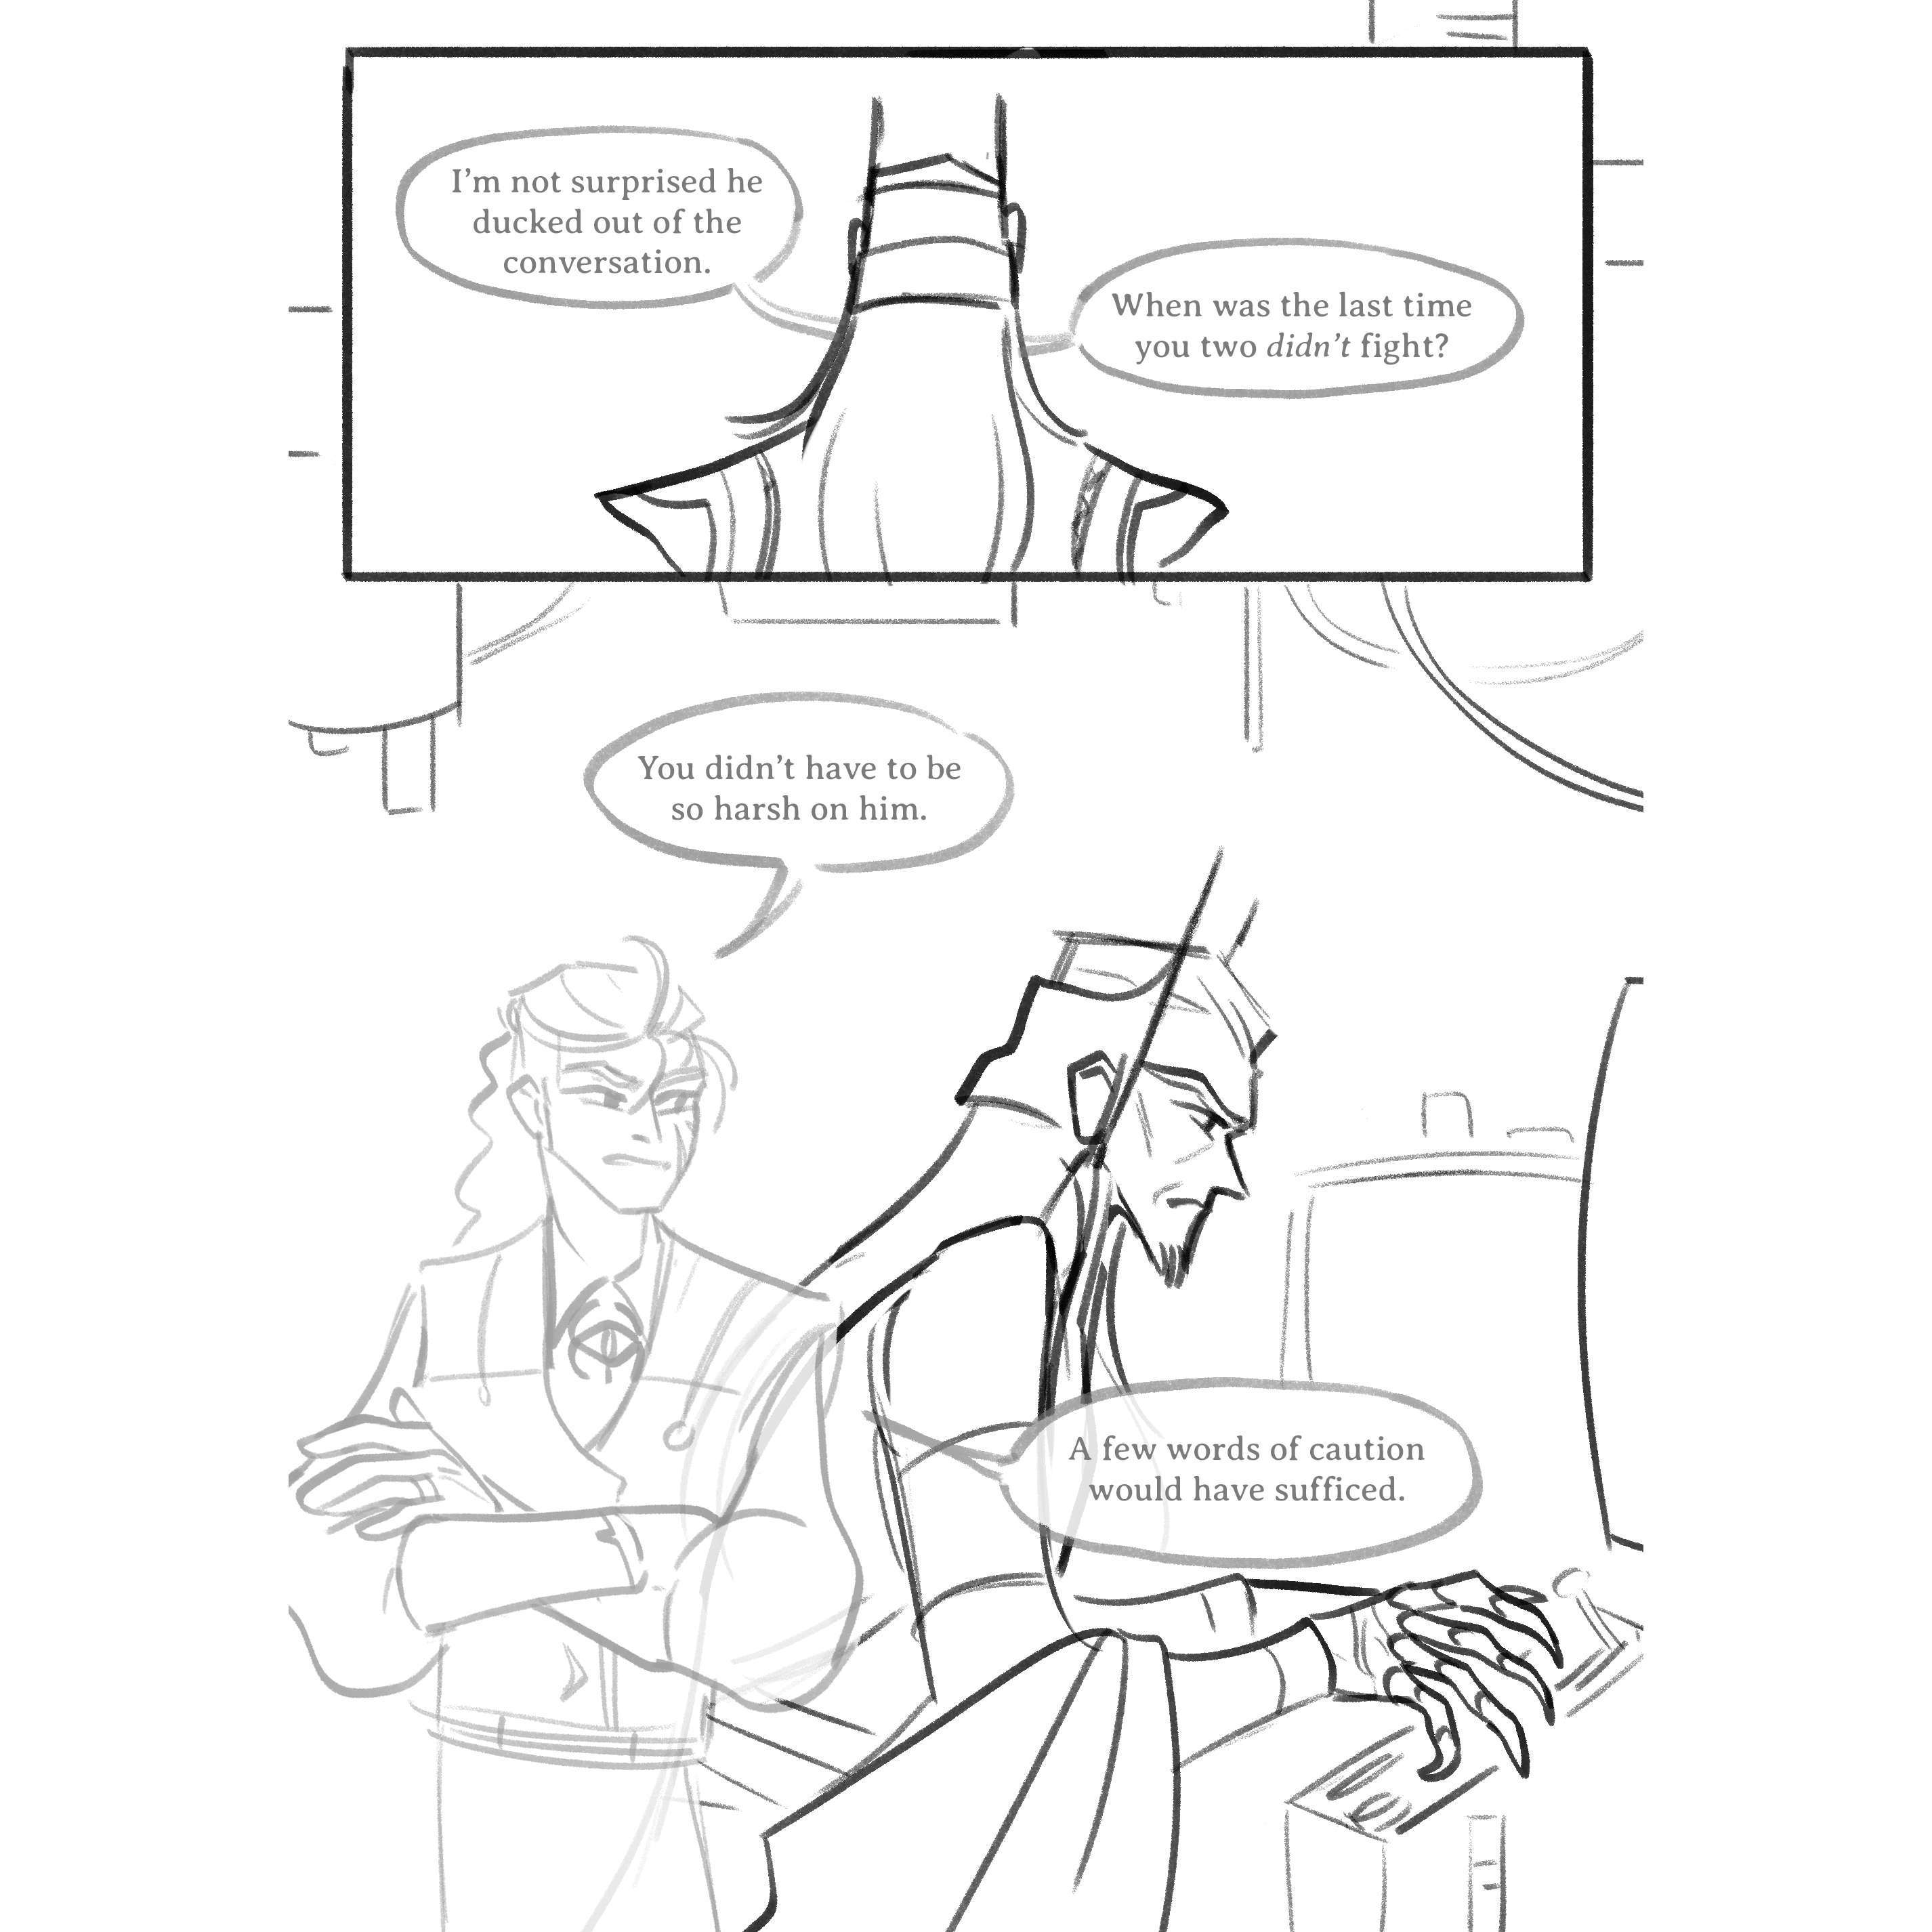 I’m not surprised he
ducked out of the
conversation.
When was the last time
you two didn’t fight?
You didn’t have to be
so harsh on him.
A few words of caution
would have sufficed.